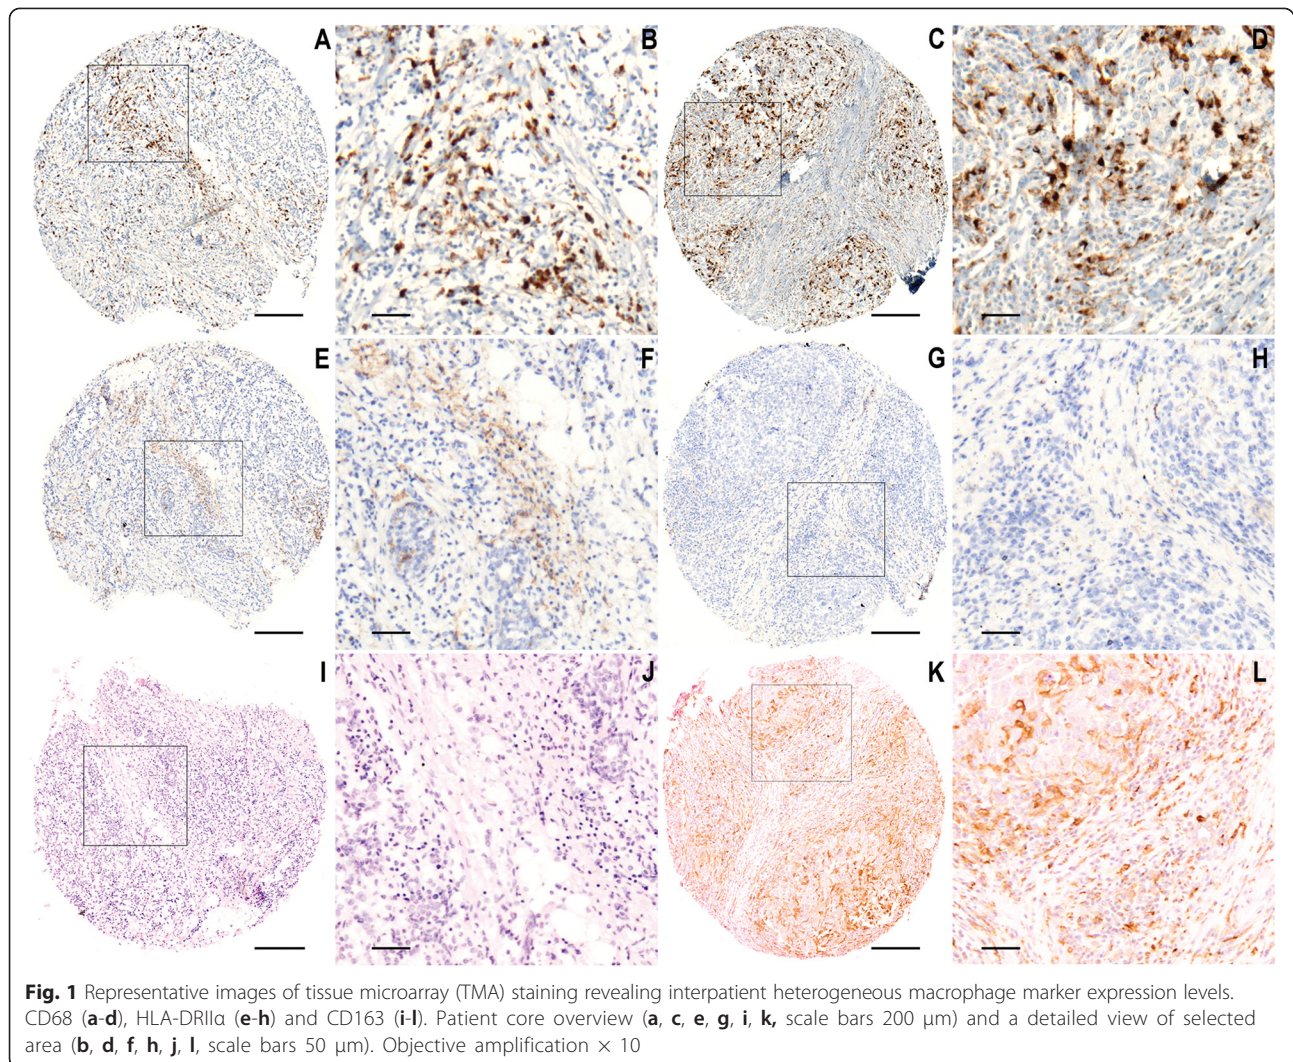 A B C D
E F G H
I J K L
Fig. 1 Representative images of tissue microarray (TMA) staining revealing interpatient heterogeneous macrophage marker expression levels.
CD68 (a-d), HLA-DRIIα (e-h) and CD163 (i-l). Patient core overview (a, c, e, g, i, k, scale bars 200 μm) and a detailed view of selected
area (b, d, f, h, j, l, scale bars 50 μm). Objective amplification × 10